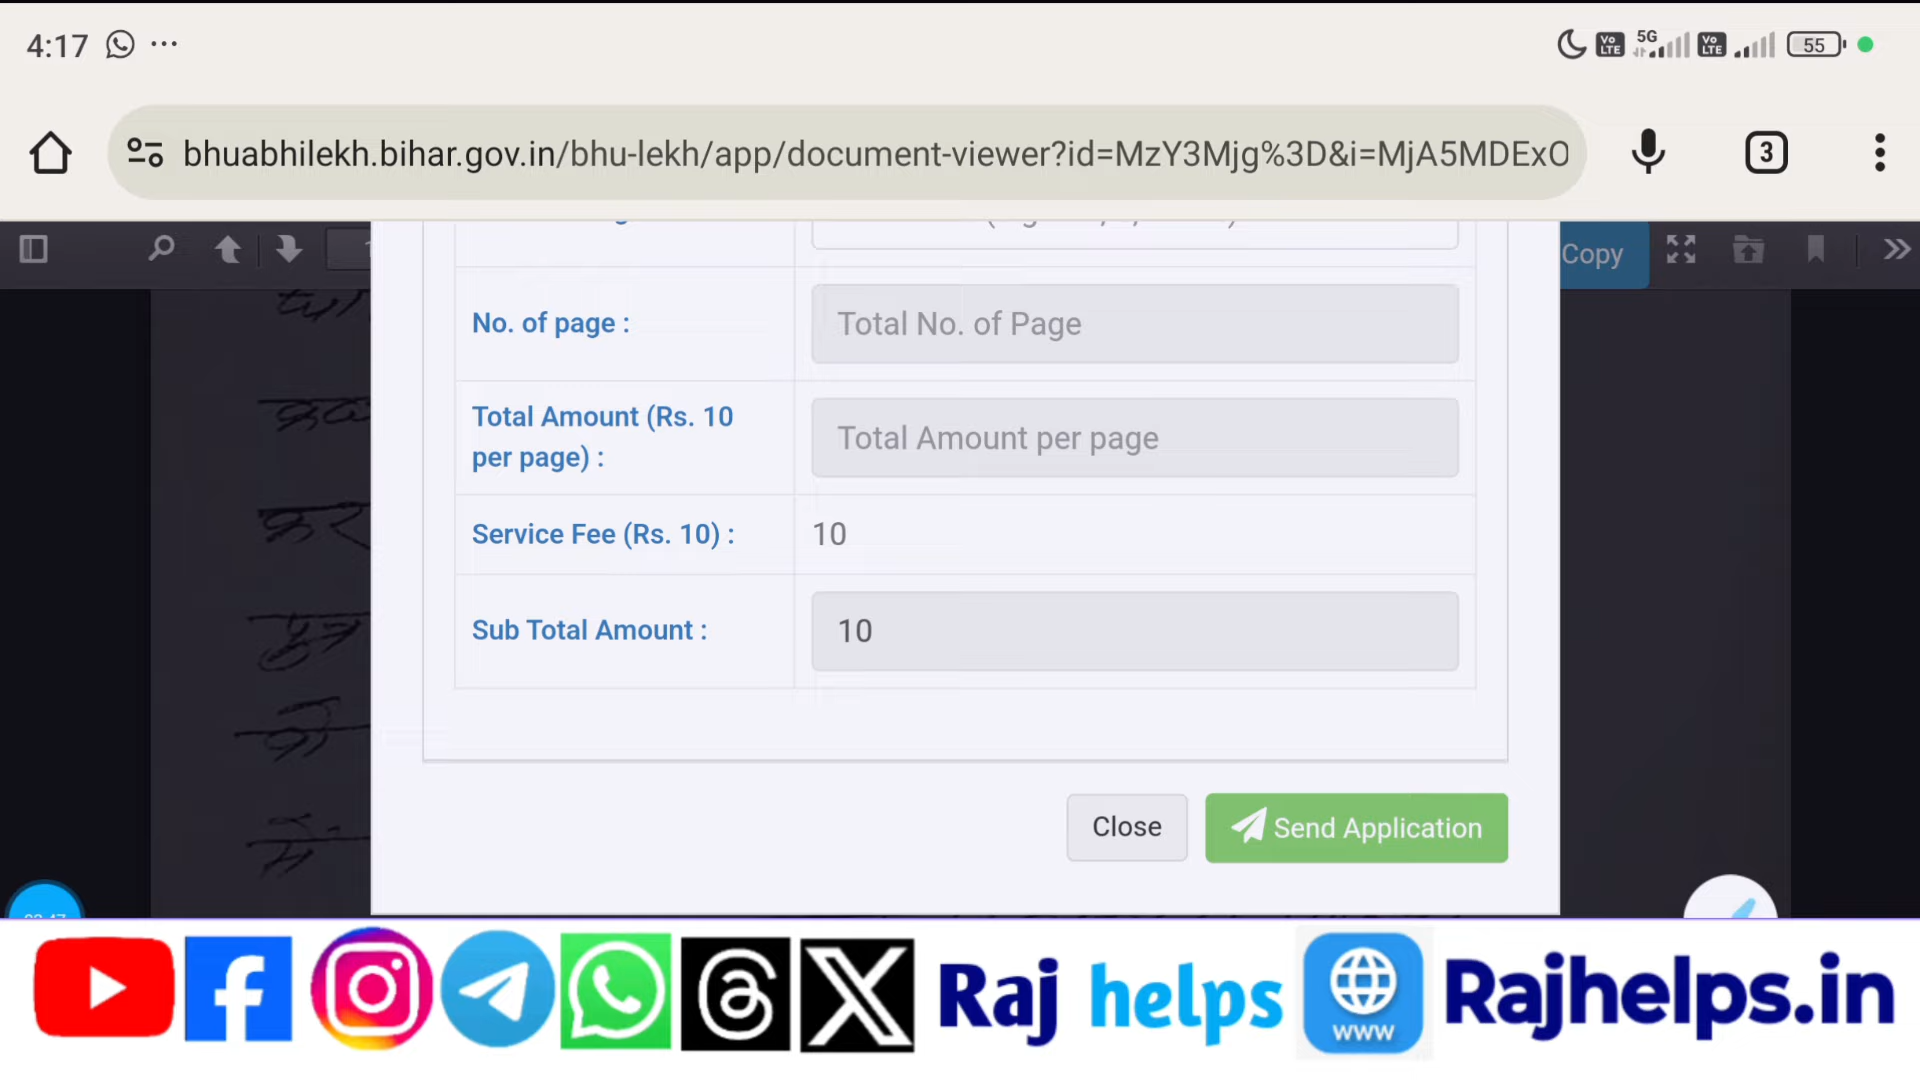 4:17 ... VoLTE 5G VoLTE 55
bhuabhilekh.bihar.gov.in/bhu-lekh/app/document-viewer?id=MzY3Mjg%3D&i=MjA5MDExO
3
Copy
No. of page :
Total No. of Page
Total Amount (Rs. 10
per page) :
Total Amount per page
Service Fee (Rs. 10) :
10
Sub Total Amount :
10
Close
Send Application
Raj helps
www
Rajhelps.in